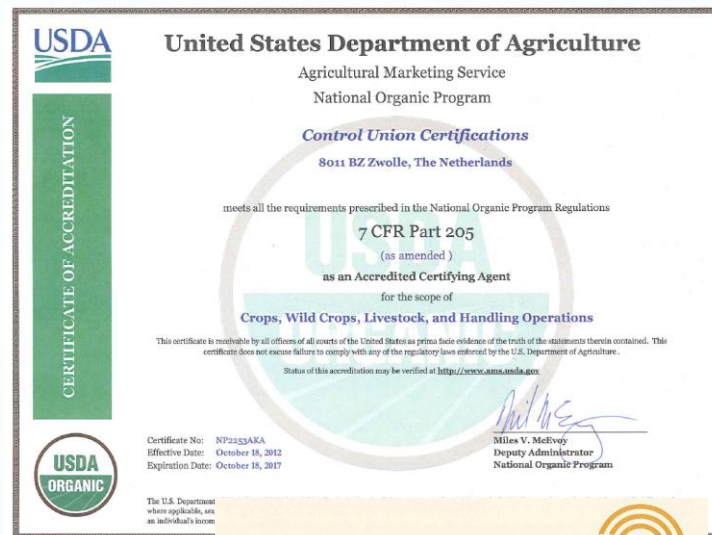 USDA
United States Department of Agriculture
Agricultural Marketing Service
National Organic Program
Control Union Certifications
8011 BZ Zwolle, The Netherlands
meets all the requirements prescribed in the National Organic Program Regulations
7 CFR Part 205
(as amended )
as an Accredited Certifying Agent
for the scope of
Crops, Wild Crops, Livestock, and Handling Operations
This certificate is receivable by all officers of all courts of the United States as prima facie evidence of the truth of the statements therein contained. This
certificate does not excuse failure to comply with any of the regulatory laws enforced by the U.S. Department of Agriculture .
Status of this accreditation may be verified at http://www.ams.usda.gov
CERTIFICATE OF ACCREDITATION
USDA
ORGANIC
Certificate No: NP2253AKA
Effective Date: October 18, 2012
Expiration Date: October 18, 2017
Miles V. McEvoy
Deputy Administrator
National Organic Program
USDA
ORGANIC
The U.S. Department
where applicable, sex
an individual's incom